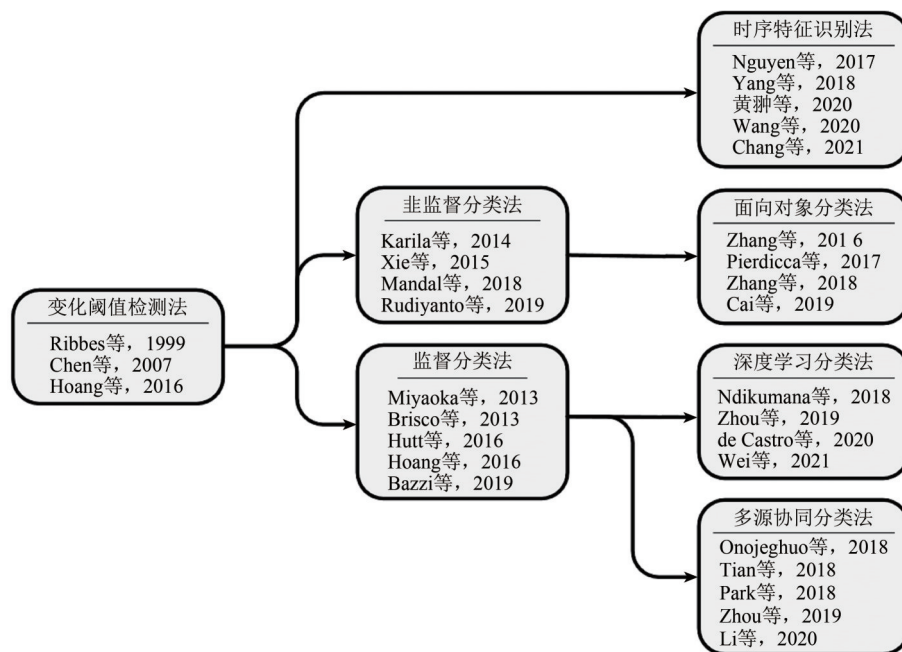 变化阈值检测法
Ribbes等，1999
Chen等，2007
Hoang等，2016
时序特征识别法
Nguyen等，2017
Yang等，2018
黄翀等，2020
Wang等，2020
Chang等，2021
韭监督分类法
Karila等，2014
Xie等，2015
Mandal等，2018
Rudiyanto等，2019
面向对象分类法
Zhang等，201 6
Pierdicca等，2017
Zhang等，2018
Cai等，2019
监督分类法
Miyaoka等，2013
Brisco等，2013
Hutt等，2016
Hoang等，2016
Bazzi等，2019
深度学习分类法
Ndikumana等，2018
Zhou等，2019
de Castro等，2020
Wei等，2021
多源协同分类法
Onojeghuo等，2018
Tian等，2018
Park等，2018
Zhou等，2019
Li等，2020